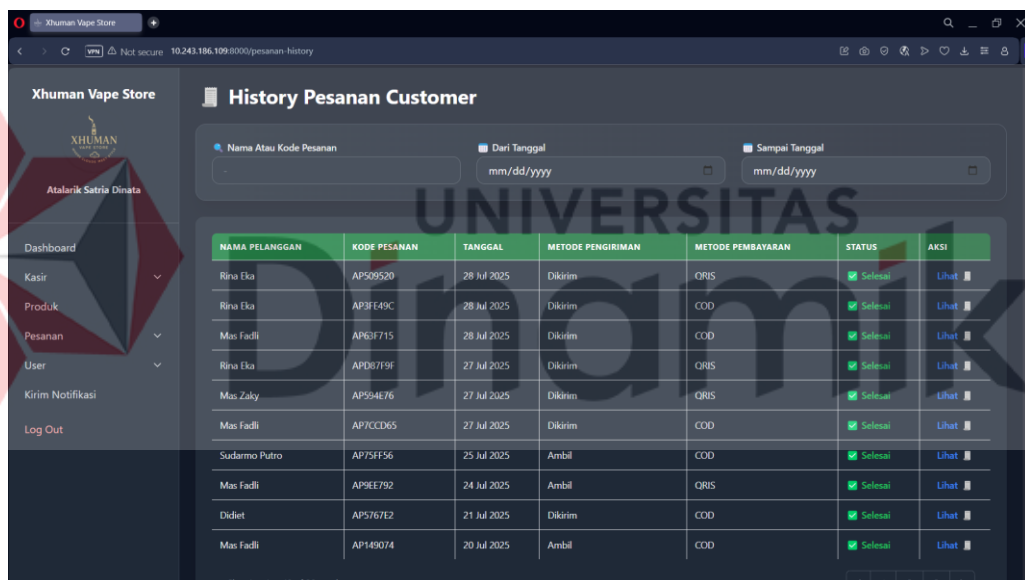 Xhuman Vape Store
Not secure 10.243.186.109:8000/pesanan-history
VPN
Xhuman Vape Store
XHUMAN
VAPE STORE
Atalarik Satria Dinata
Dashboard
Kasir
Produk
Pesanan
User
Kirim Notifikasi
Log Out
History Pesanan Customer
Nama Atau Kode Pesanan
Dari Tanggal
Sampai Tanggal
-
mm/dd/yyyy
mm/dd/yyyy
UNIVERSITAS
Dinamika
NAMA PELANGGAN KODE PESANAN TANGGAL METODE PENGIRIMAN METODE PEMBAYARAN STATUS AKSI
Rina Eka AP509520 28 Jul 2025 Dikirim QRIS Selesai Lihat
Rina Eka AP3FE49C 28 Jul 2025 Dikirim COD Selesai Lihat
Mas Fadli AP63F715 28 Jul 2025 Dikirim COD Selesai Lihat
Rina Eka APD87F9F 27 Jul 2025 Dikirim QRIS Selesai Lihat
Mas Zaky AP594E76 27 Jul 2025 Dikirim QRIS Selesai Lihat
Mas Fadli AP7CCD65 27 Jul 2025 Dikirim COD Selesai Lihat
Sudarmo Putro AP75FF56 25 Jul 2025 Ambil COD Selesai Lihat
Mas Fadli AP9EE792 24 Jul 2025 Ambil QRIS Selesai Lihat
Didiet AP5767E2 21 Jul 2025 Dikirim COD Selesai Lihat
Mas Fadli AP149074 20 Jul 2025 Ambil COD Selesai Lihat